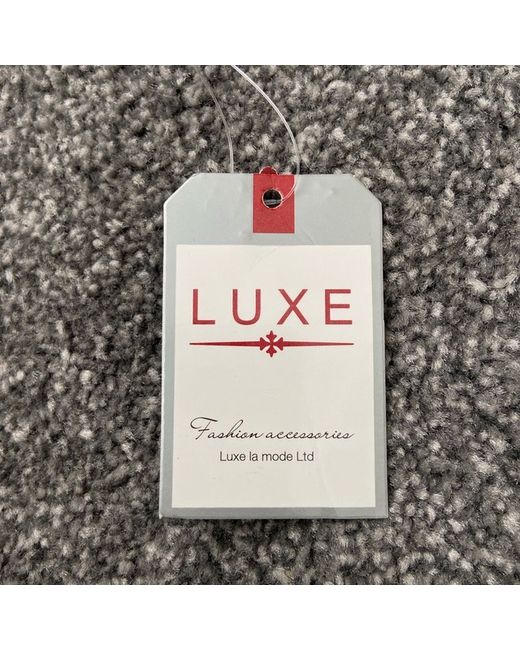 LUXE
Fashion accessories
Luxe la mode Ltd